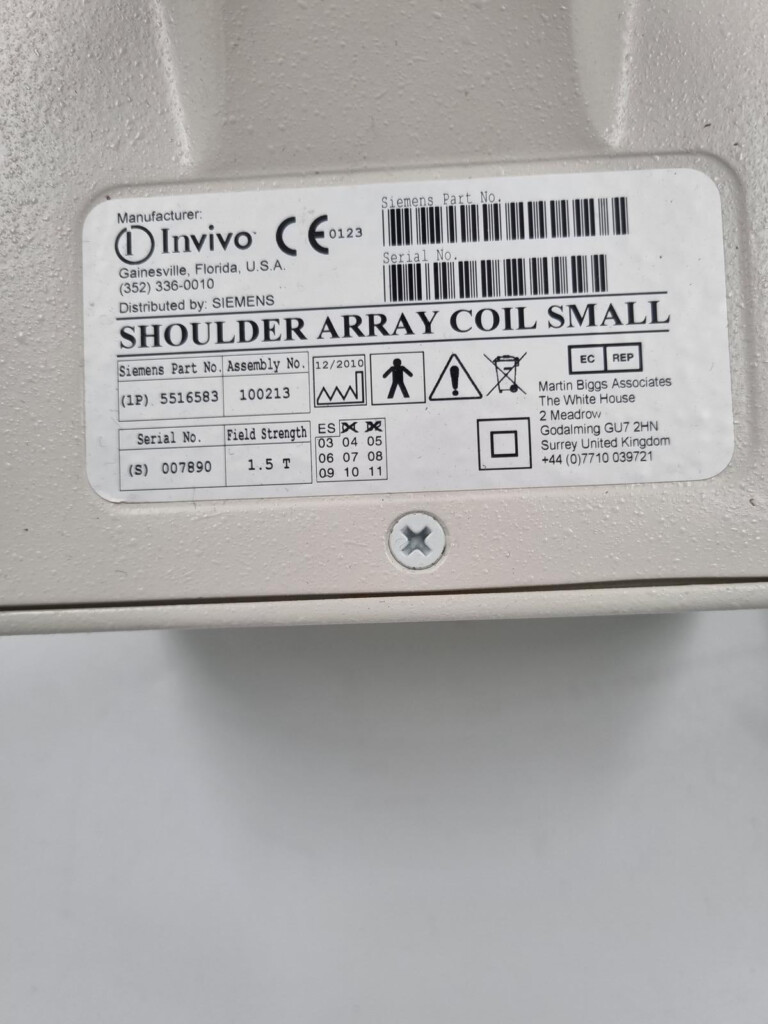 Manufacturer:
Invivo CE 0123
Gainesville, Florida, U.S.A.
(352) 336-0010
Distributed by: SIEMENS
Siemens Part No.
Serial No.
SHOULDER ARRAY COIL SMALL
Siemens Part No. Assembly No.
(1P) 5516583 100213
Serial No. Field Strength
(S) 007890 1.5 T
12/2010
ES
03 04 05
06 07 08
09 10 11
EC REP
Martin Biggs Associates
The White House
2 Meadrow
Godalming GU7 2HN
Surrey United Kingdom
+44 (0)7710 039721